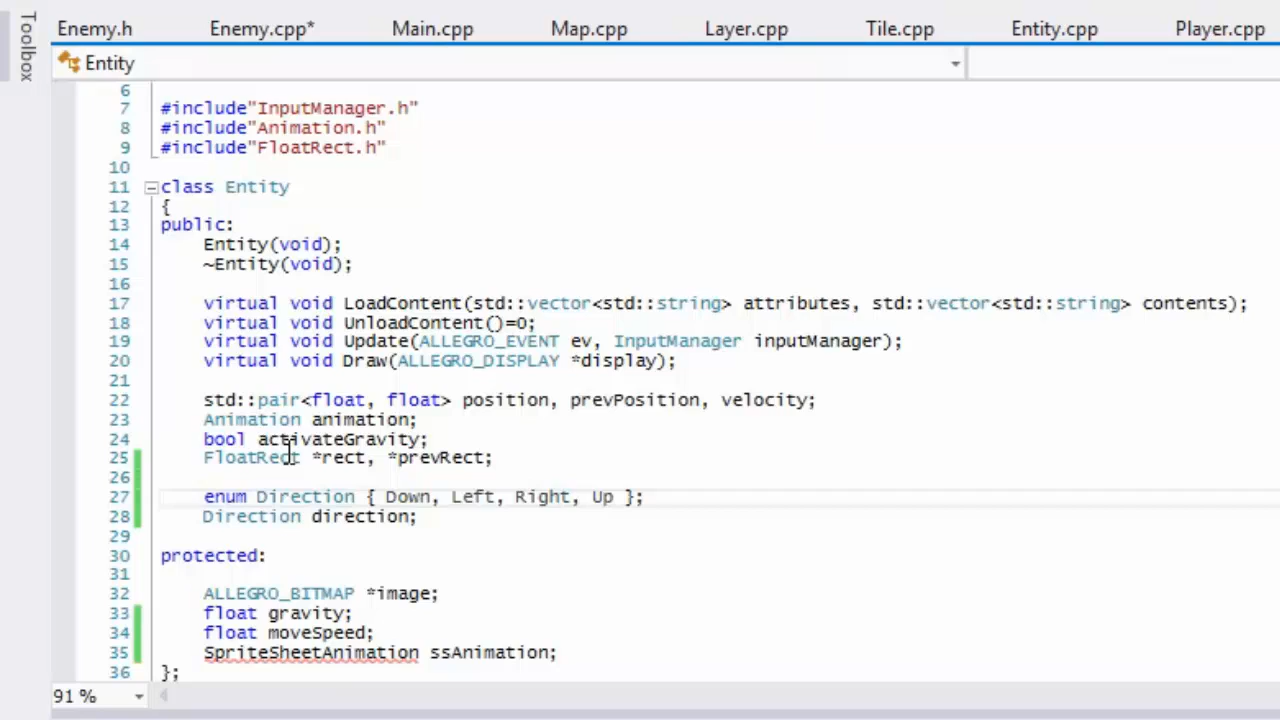 Toolbox
Enemy.h Enemy.cpp* Main.cpp Map.cpp Layer.cpp Tile.cpp Entity.cpp Player.cpp
Entity
6
7 #include"InputManager.h"
8 #include"Animation.h"
9 #include"FloatRect.h"
10
11 class Entity
12 {
13 public:
14 Entity(void);
15 ~Entity(void);
16
17 virtual void LoadContent(std::vector<std::string> attributes, std::vector<std::string> contents);
18 virtual void UnloadContent()=0;
19 virtual void Update(ALLEGRO_EVENT ev, InputManager inputManager);
20 virtual void Draw(ALLEGRO_DISPLAY *display);
21
22 std::pair<float, float> position, prevPosition, velocity;
23 Animation animation;
24 bool activateGravity;
25 FloatRect *rect, *prevRect;
26
27 enum Direction { Down, Left, Right, Up };
28 Direction direction;
29
30 protected:
31
32 ALLEGRO_BITMAP *image;
33 float gravity;
34 float moveSpeed;
35 SpriteSheetAnimation ssAnimation;
36 };
91 %